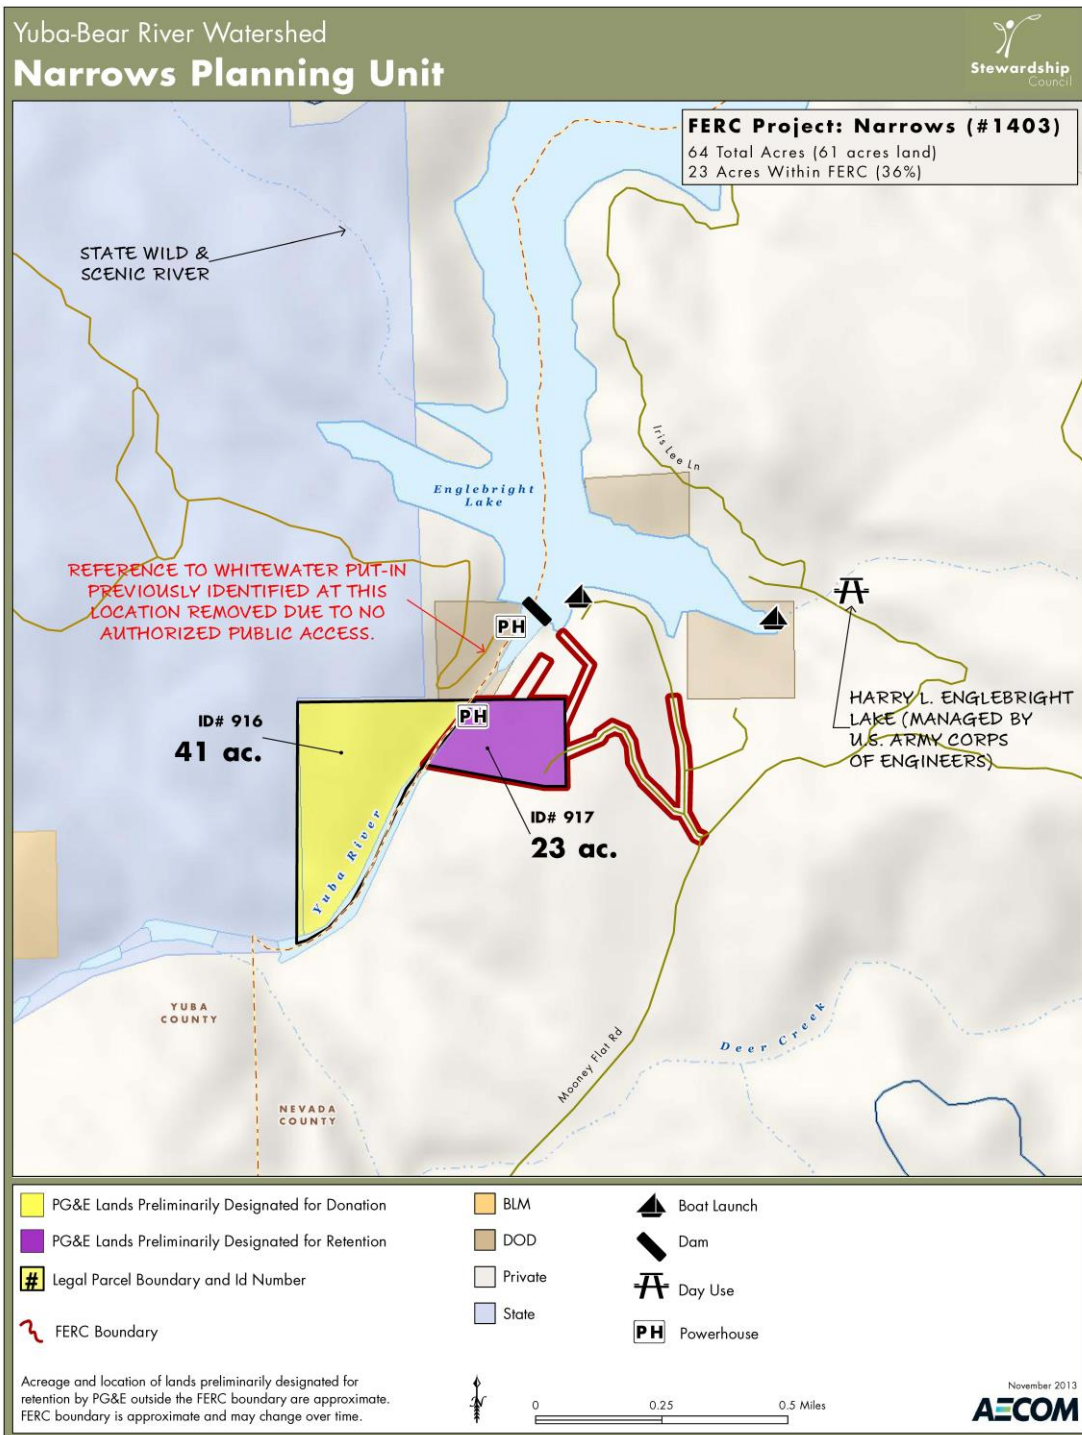 Yuba-Bear River Watershed
Narrows Planning Unit
Stewardship
Council
FERC Project: Narrows (#1403)
64 Total Acres (61 acres land)
23 Acres Within FERC (36%)
STATE WILD &
SCENIC RIVER
Iris Lee Ln
Englebright
Lake
REFERENCE TO WHITEWATER PUT-IN
PREVIOUSLY IDENTIFIED AT THIS
LOCATION REMOVED DUE TO NO
AUTHORIZED PUBLIC ACCESS.
PH
HARRY L. ENGLEBRIGHT
LAKE (MANAGED BY
U.S. ARMY CORPS
OF ENGINEERS)
ID# 916
41 ac.
PH
ID# 917
23 ac.
Yuba River
YUBA
COUNTY
NEVADA
COUNTY
Mooney Flat Rd
Deer Creek
PG&E Lands Preliminarily Designated for Donation
PG&E Lands Preliminarily Designated for Retention
# Legal Parcel Boundary and Id Number
FERC Boundary
BLM
DOD
Private
State
Boat Launch
Dam
Day Use
PH Powerhouse
Acreage and location of lands preliminarily designated for
retention by PG&E outside the FERC boundary are approximate.
FERC boundary is approximate and may change over time.
N
0 0.25 0.5 Miles
November 2013
AECOM